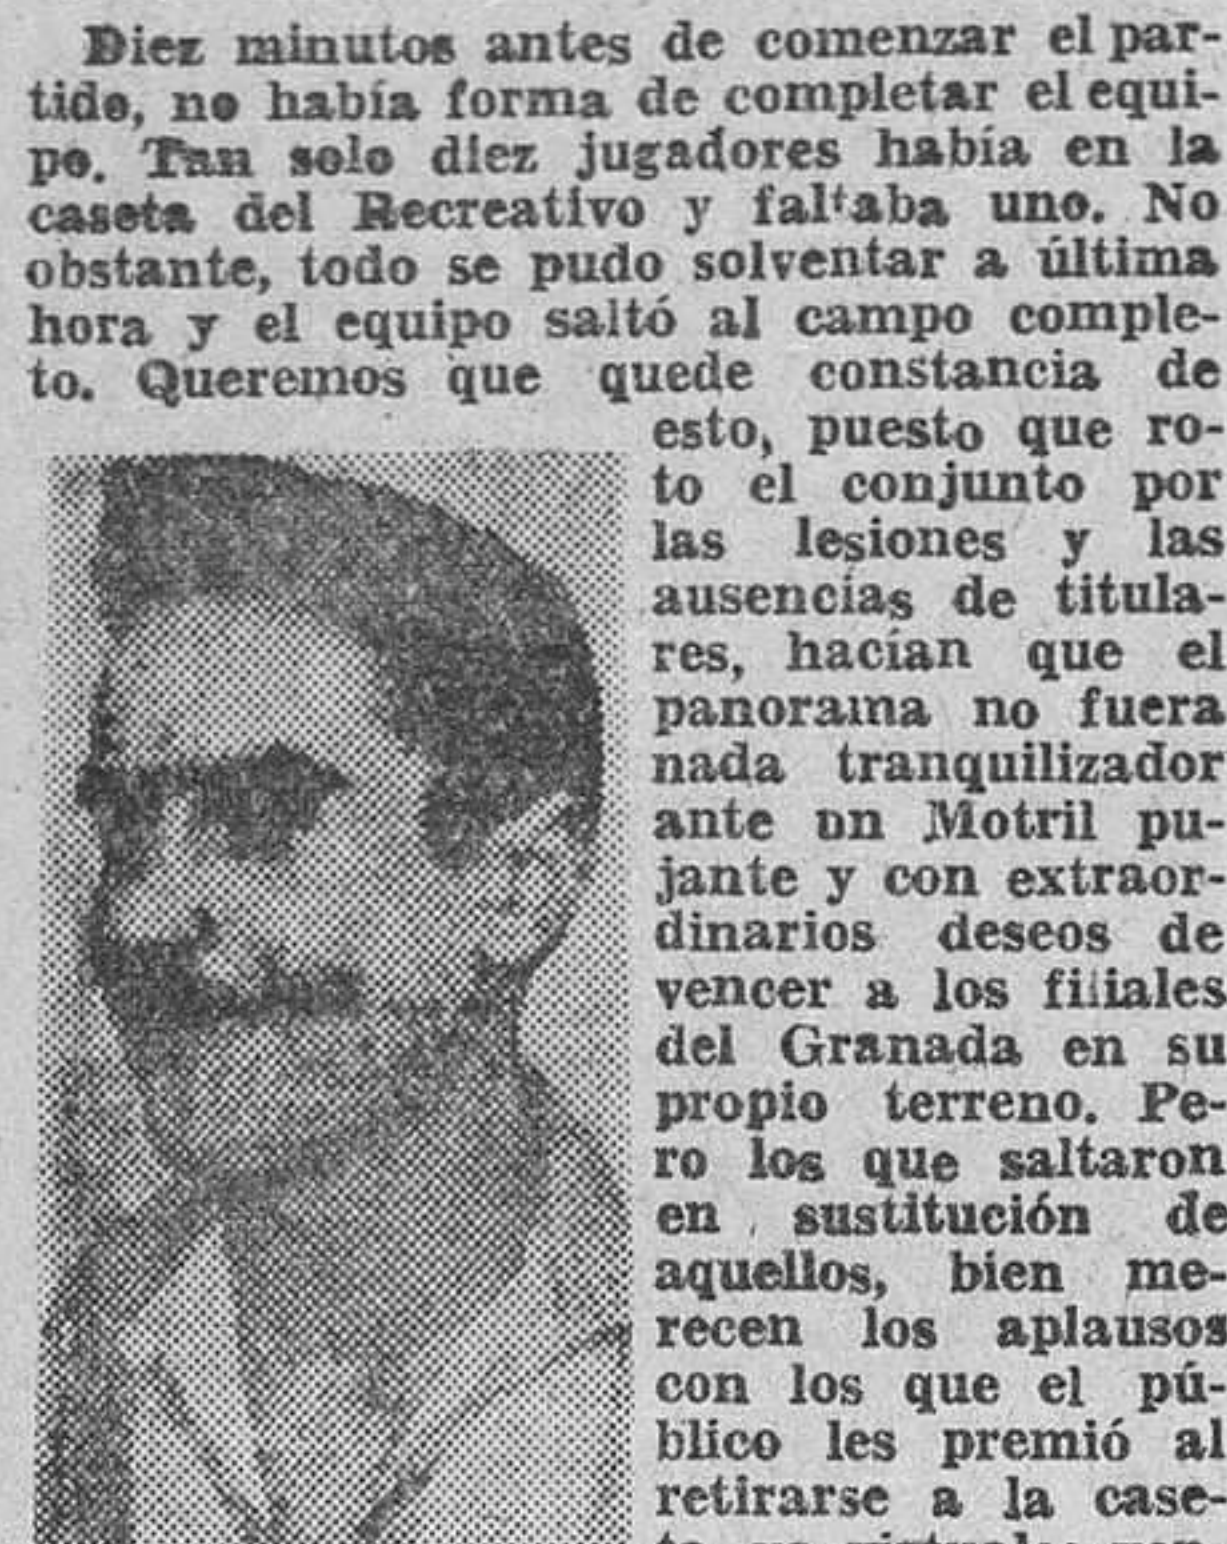 Diez minutos antes de comenzar el par-
tido, no había forma de completar el equi-
po. Tan solo diez jugadores había en la
caseta del Recreativo y faltaba uno. No
obstante, todo se pudo solventar a última
hora y el equipo saltó al campo comple-
to. Queremos que quede constancia de
esto, puesto que ro-
to el conjunto por
las lesiones y las
ausencias de titula-
res, hacían que el
panorama no fuera
nada tranquilizador
ante un Motril pu-
jante y con extraor-
dinarios deseos de
vencer a los filiales
del Granada en su
propio terreno. Pe-
ro los que saltaron
en sustitución de
aquellos, bien me-
recen los aplausos
con los que el pú-
blico les premió al
retirarse a la case-